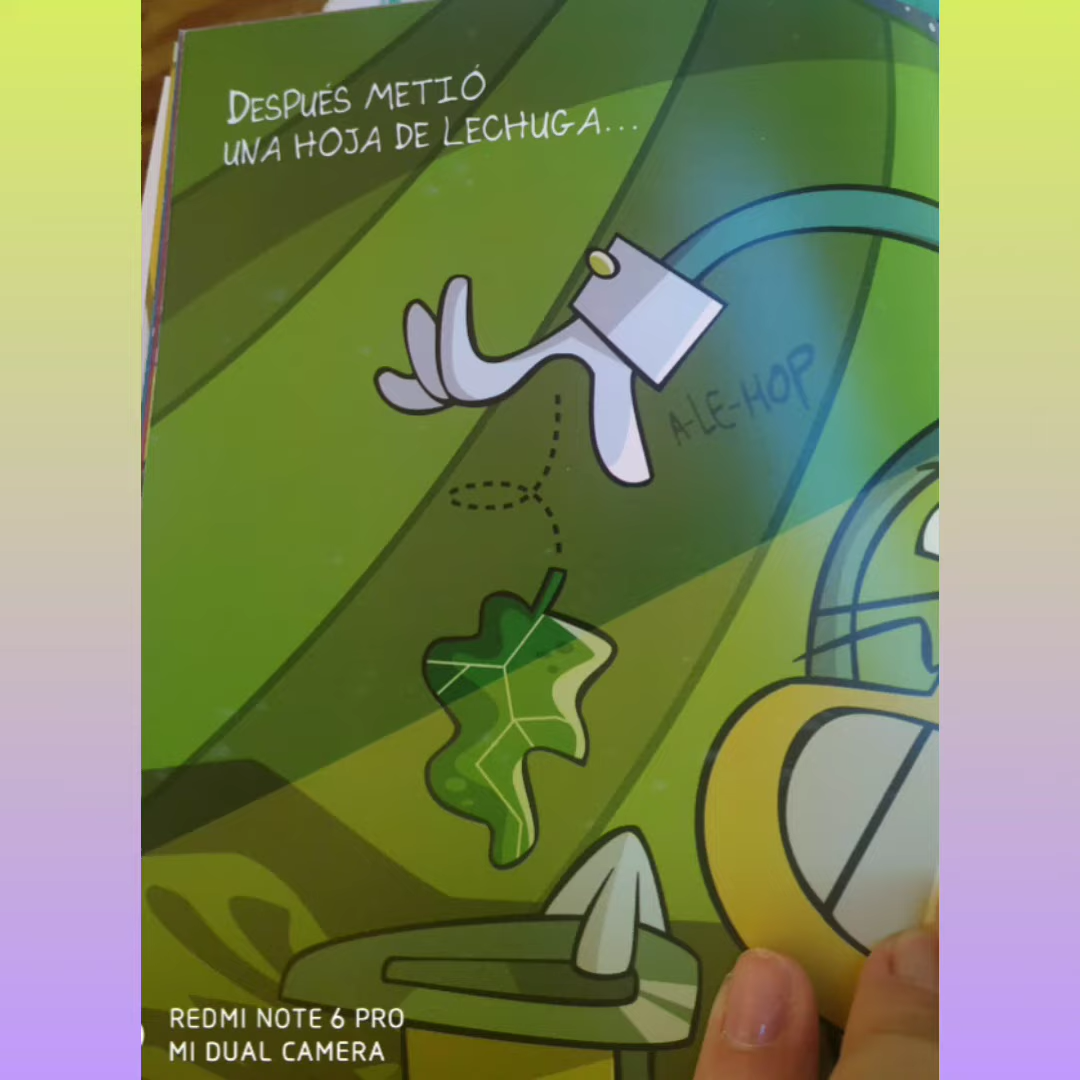 DESPUÉS METIÓ
UNA HOJA DE LECHUGA...
A-LE-HOP
REDMI NOTE 6 PRO
MI DUAL CAMERA